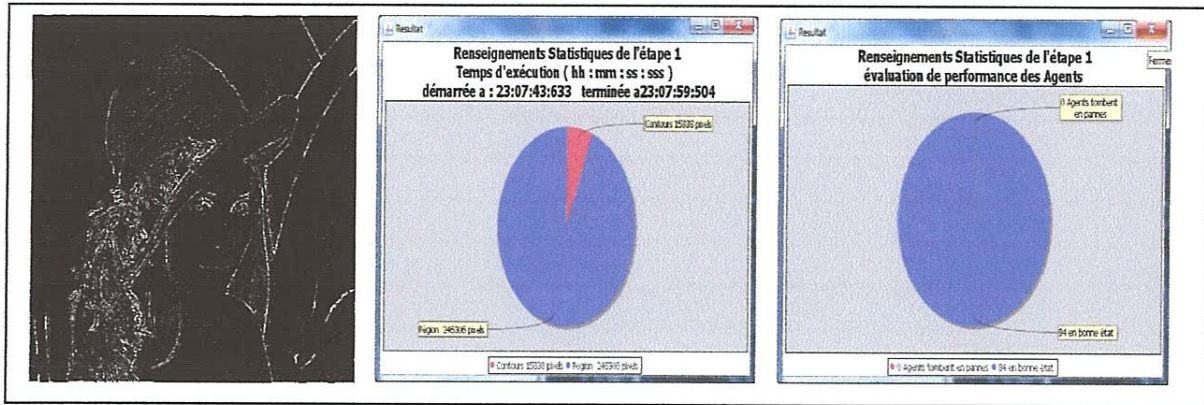 Resultat
Renseignements Statistiques de l'étape 1
Temps d'exécution ( hh : mm : ss : sss )
démarrée a : 23:07:43:633 terminée a23:07:59:504
Contours 15838 pixels
Région 246306 pixels
Contours 15838 pixels Region 246306 pixels
Resultat
Renseignements Statistiques de l'étape 1
évaluation de performance des Agents
Fermer
0 Agents tombent
en pannes
94 en bonne état
0 Agents tombent en pannes 94 en bonne état